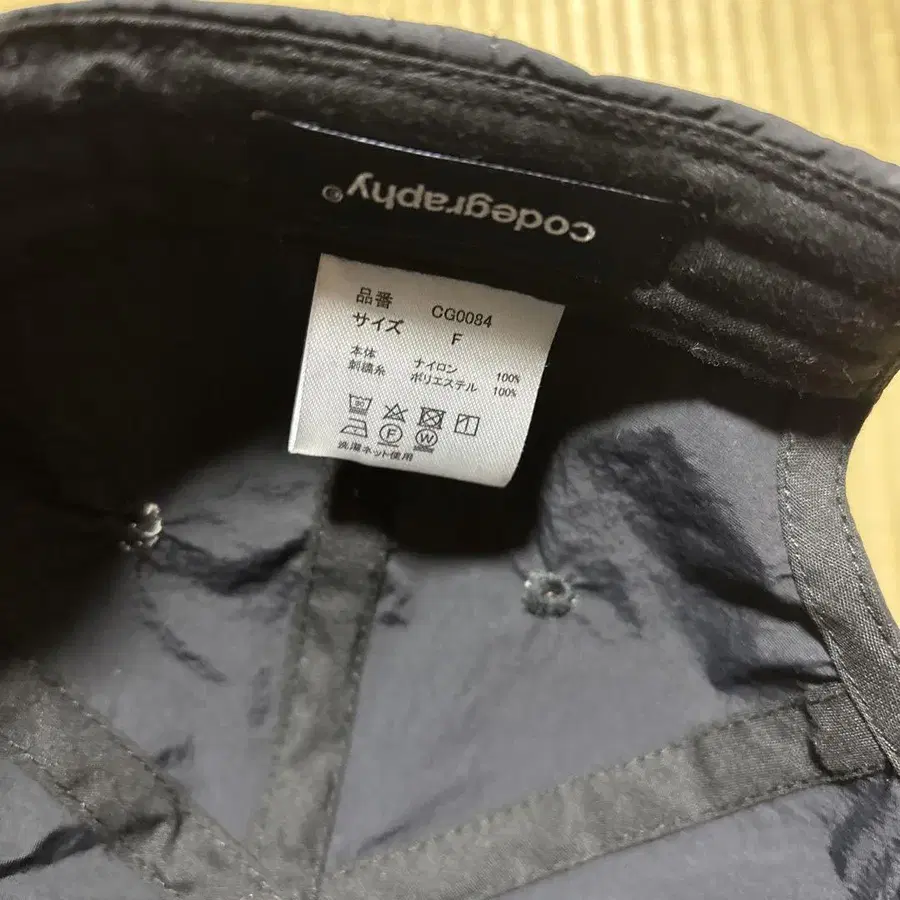 codegraphy©
品番 CG0084
サイズ F
本体 ナイロン 100%
刺繍糸 ポリエステル 100%
F W
洗濯ネット使用